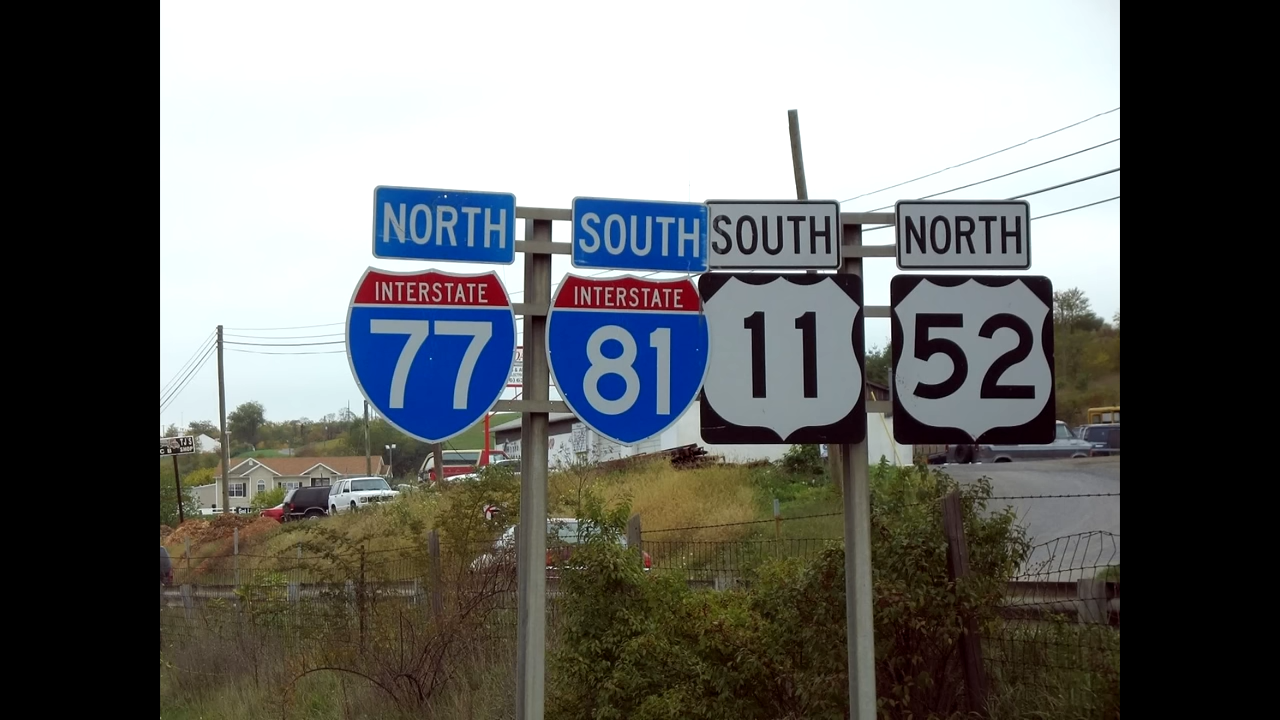 NORTH
SOUTH
SOUTH
NORTH
INTERSTATE
77
INTERSTATE
81
11
52